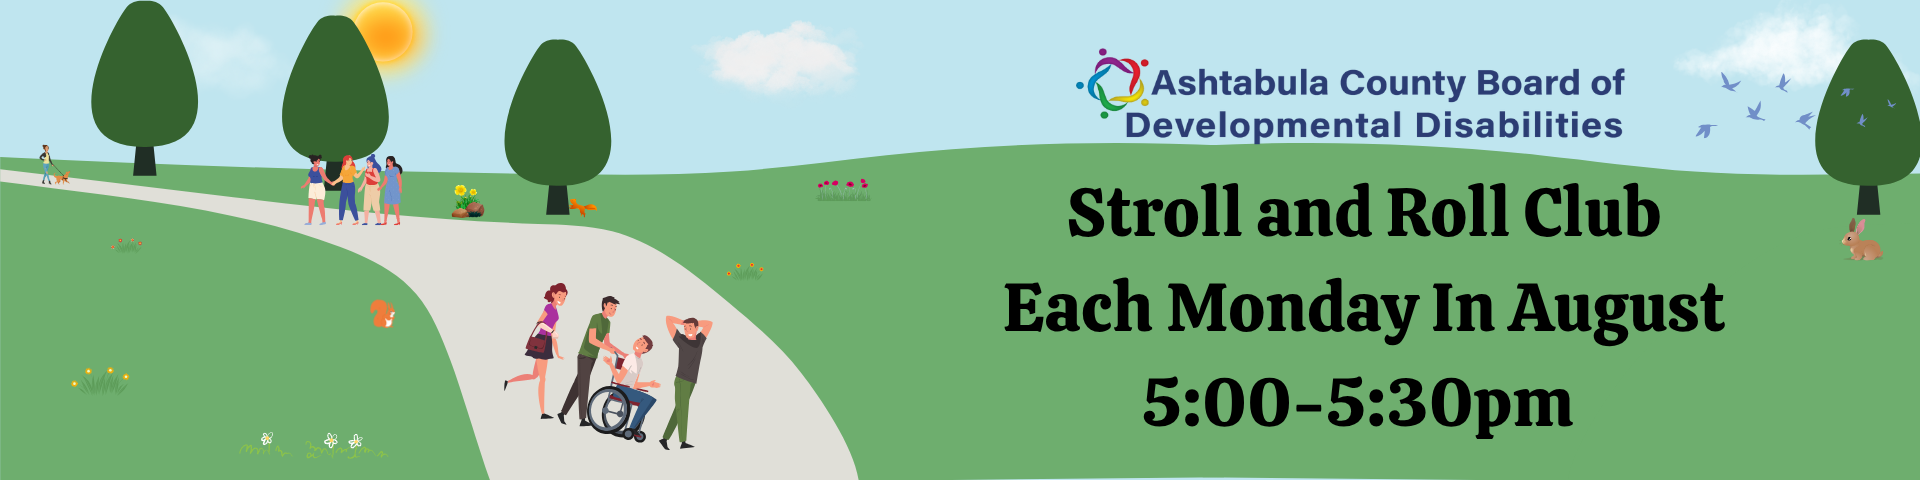 Ashtabula County Board of
Developmental Disabilities
Stroll and Roll Club
Each Monday In August
5:00-5:30pm